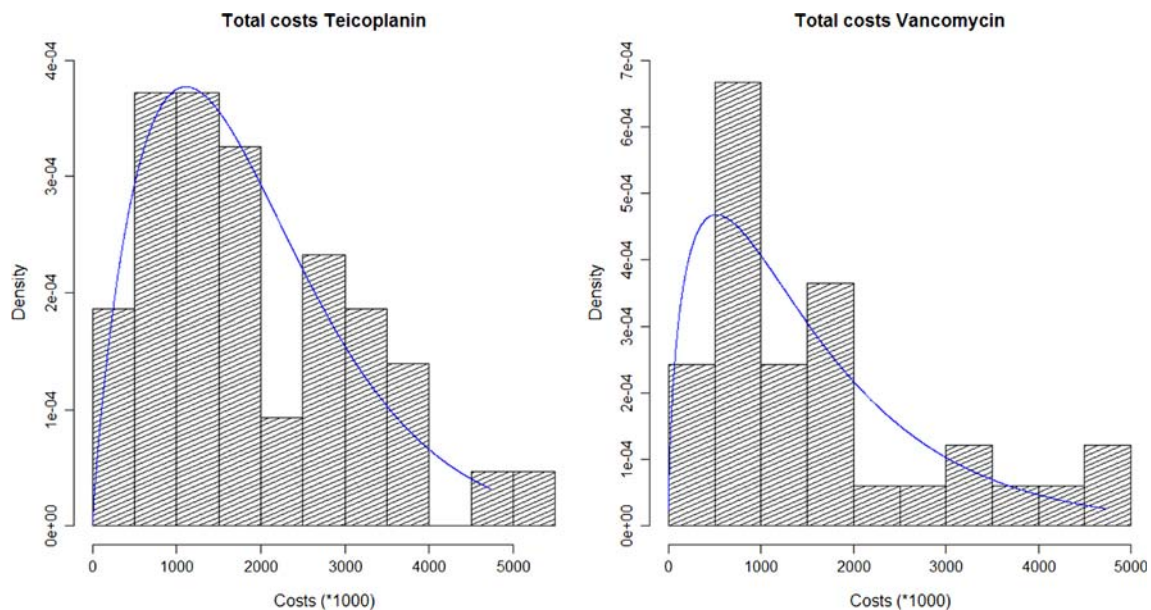 Total costs Teicoplanin
Density
4e-04
3e-04
2e-04
1e-04
0e+00
0 1000 2000 3000 4000 5000
Costs (*1000)
Total costs Vancomycin
Density
7e-04
6e-04
5e-04
4e-04
3e-04
2e-04
1e-04
0e+00
0 1000 2000 3000 4000 5000
Costs (*1000)